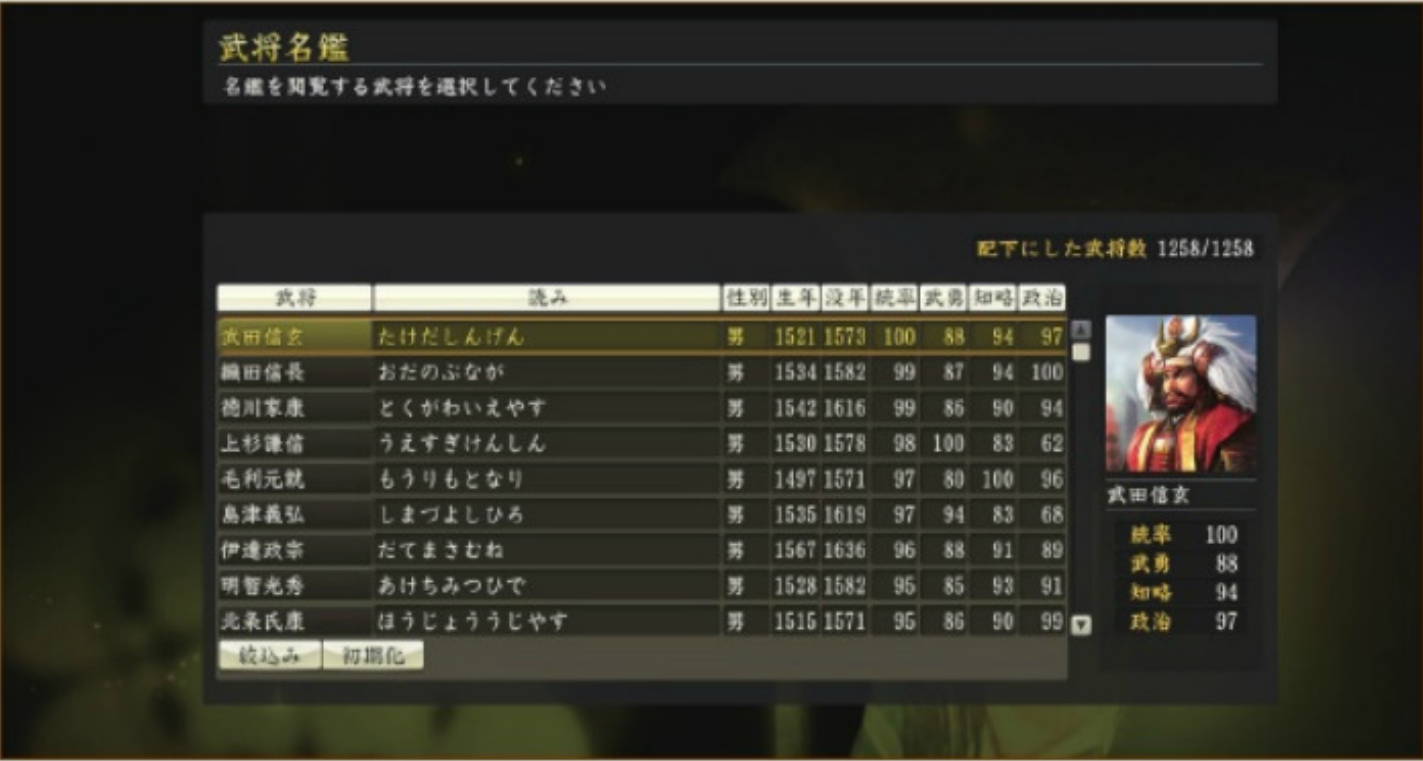 武将名鑑
名鑑を閲覧する武将を選択してください
配下にした武将数 1258/1258
武将 読み 性別 生年 没年 統率 武勇 知略 政治
武田信玄 たけだしんげん 男 1521 1573 100 88 94 97
織田信長 おだのぶなが 男 1534 1582 99 87 94 100
徳川家康 とくがわいえやす 男 1542 1616 99 86 90 94
上杉謙信 うえすぎけんしん 男 1530 1578 98 100 83 62
毛利元就 もうりもとなり 男 1497 1571 97 80 100 96
島津義弘 しまづよしひろ 男 1535 1619 97 94 83 68
伊達政宗 だてまさむね 男 1567 1636 96 88 91 89
明智光秀 あけちみつひで 男 1528 1582 95 85 93 91
北条氏康 ほうじょううじやす 男 1515 1571 95 86 90 99
絞込み 初期化
武田信玄
統率 100
武勇 88
知略 94
政治 97